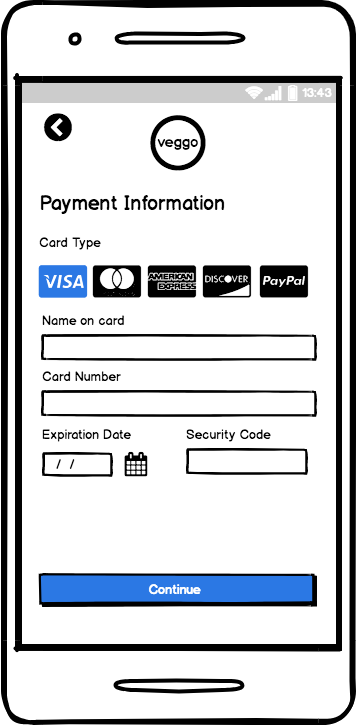 13:43
veggo
Payment Information
Card Type
VISA AMERICAN EXPRESS DISCOVER PayPal
Name on card
Card Number
Expiration Date Security Code
/ /
Continue